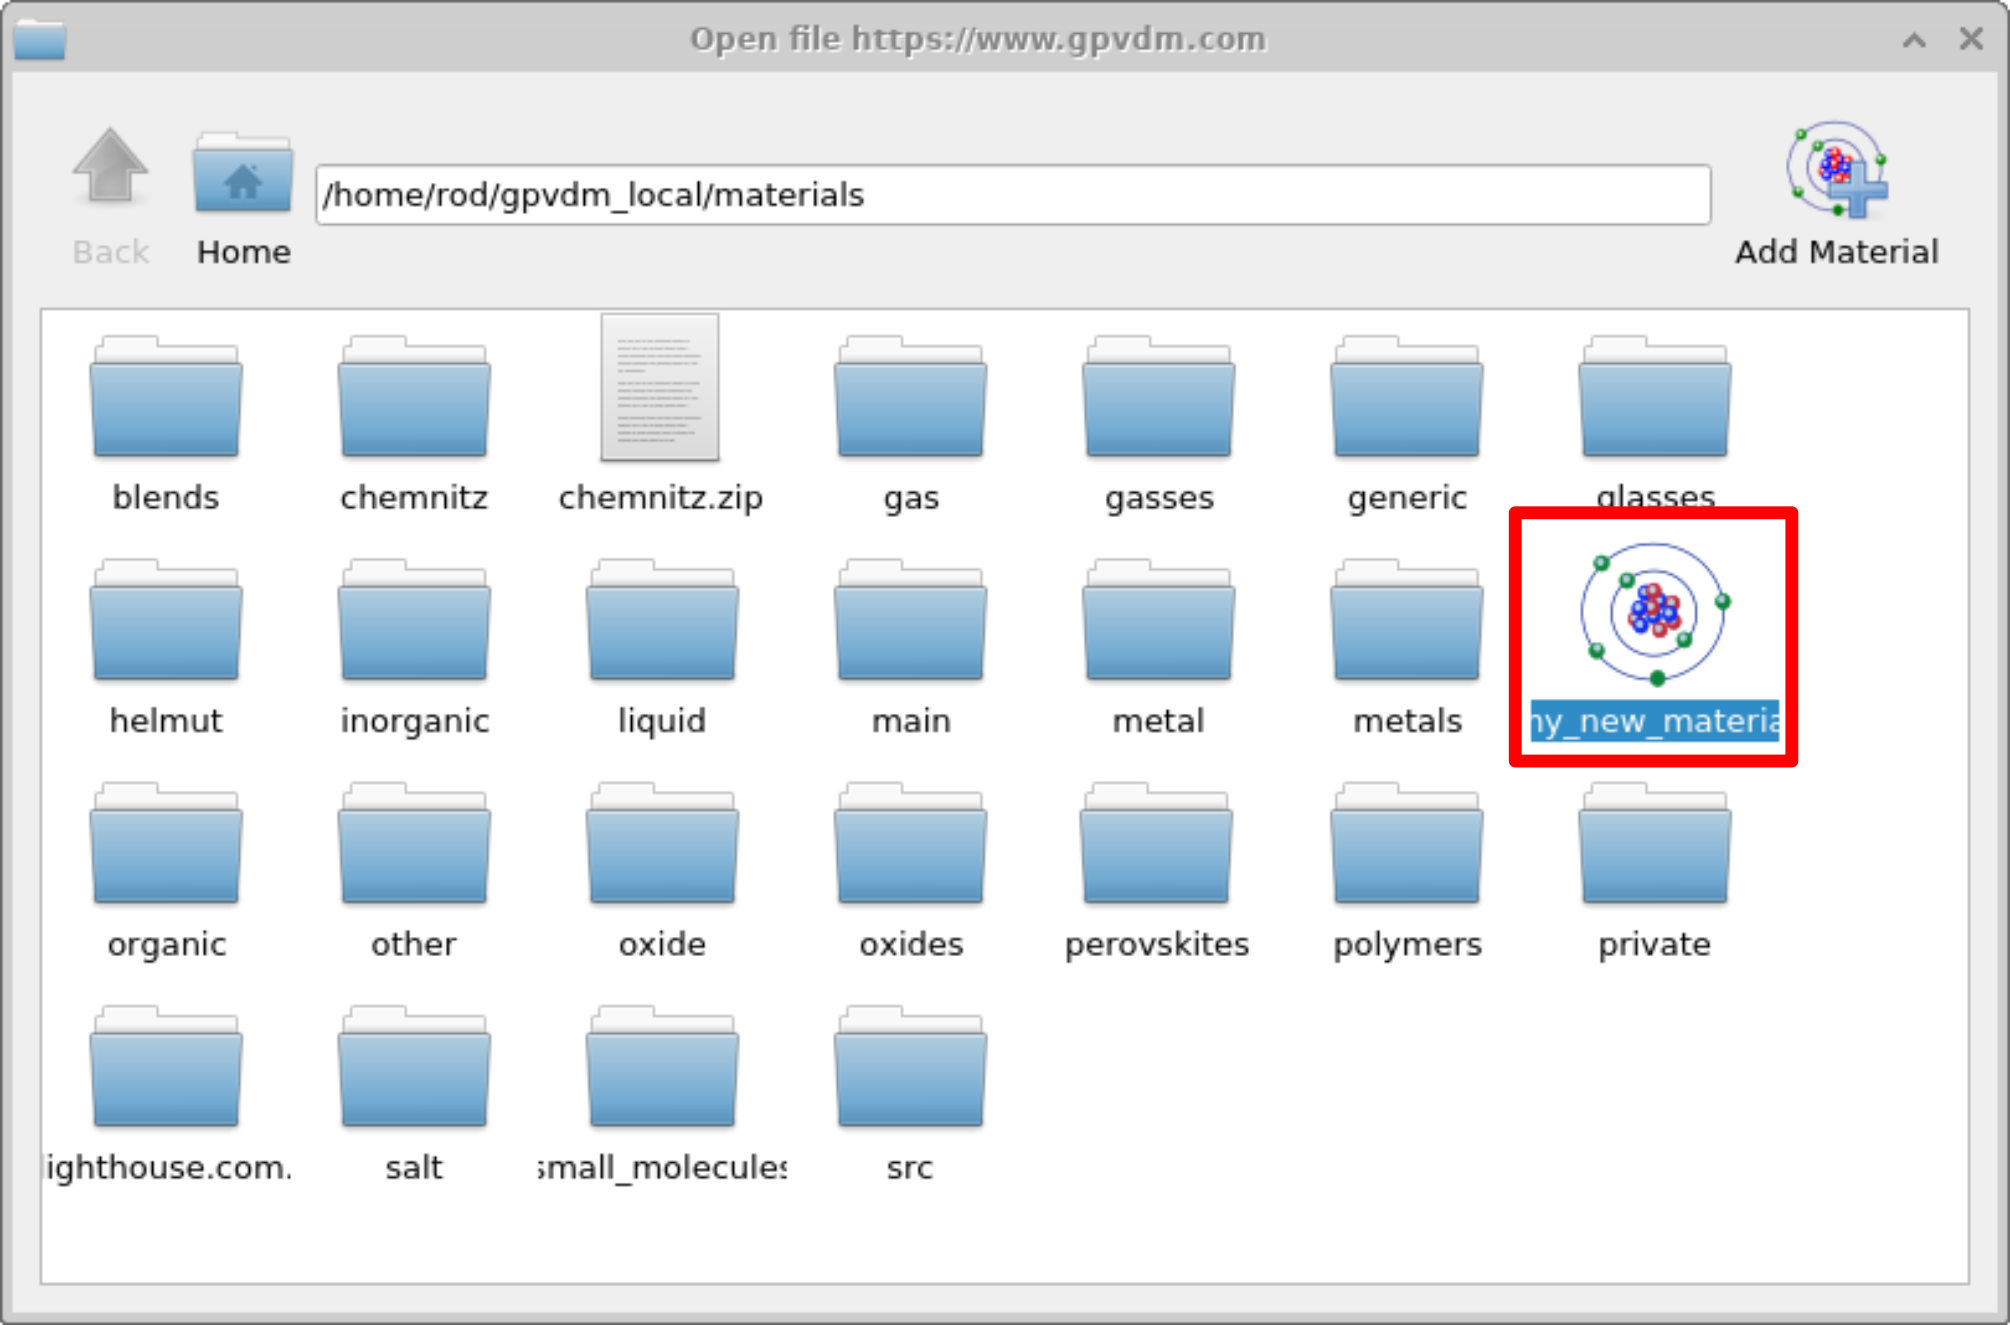 Open file https://www.gpvdm.com
/home/rod/gpvdm_local/materials
Back Home Add Material
blends chemnitz chemnitz.zip gas gasses generic glasses
helmut inorganic liquid main metal metals ny_new_materia
organic other oxide oxides perovskites polymers private
ighthouse.com. salt small_molecules src